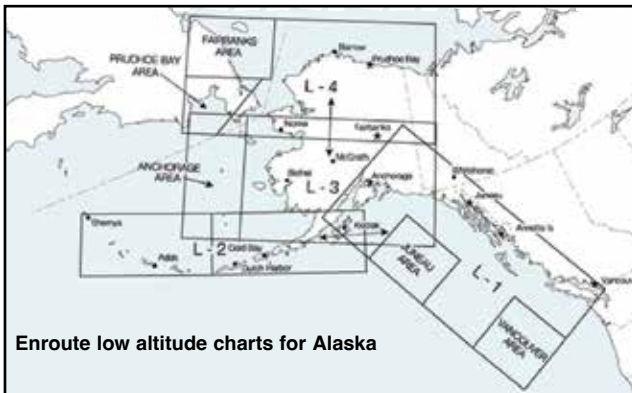 FAIRBANKS
AREA
PRUDHOE BAY
AREA
Barrow
Prudhoe Bay
L - 4
Nome
Fairbanks
McGrath
ANCHORAGE
AREA
Bethel
L - 3
Anchorage
Whitehorse
Juneau
Shemya
Kodiak
Annette Is
L - 2
Cold Bay
JUNEAU
AREA
Adak
Dutch Harbor
L - 1
Vancouver
VANCOUVER
AREA
Enroute low altitude charts for Alaska